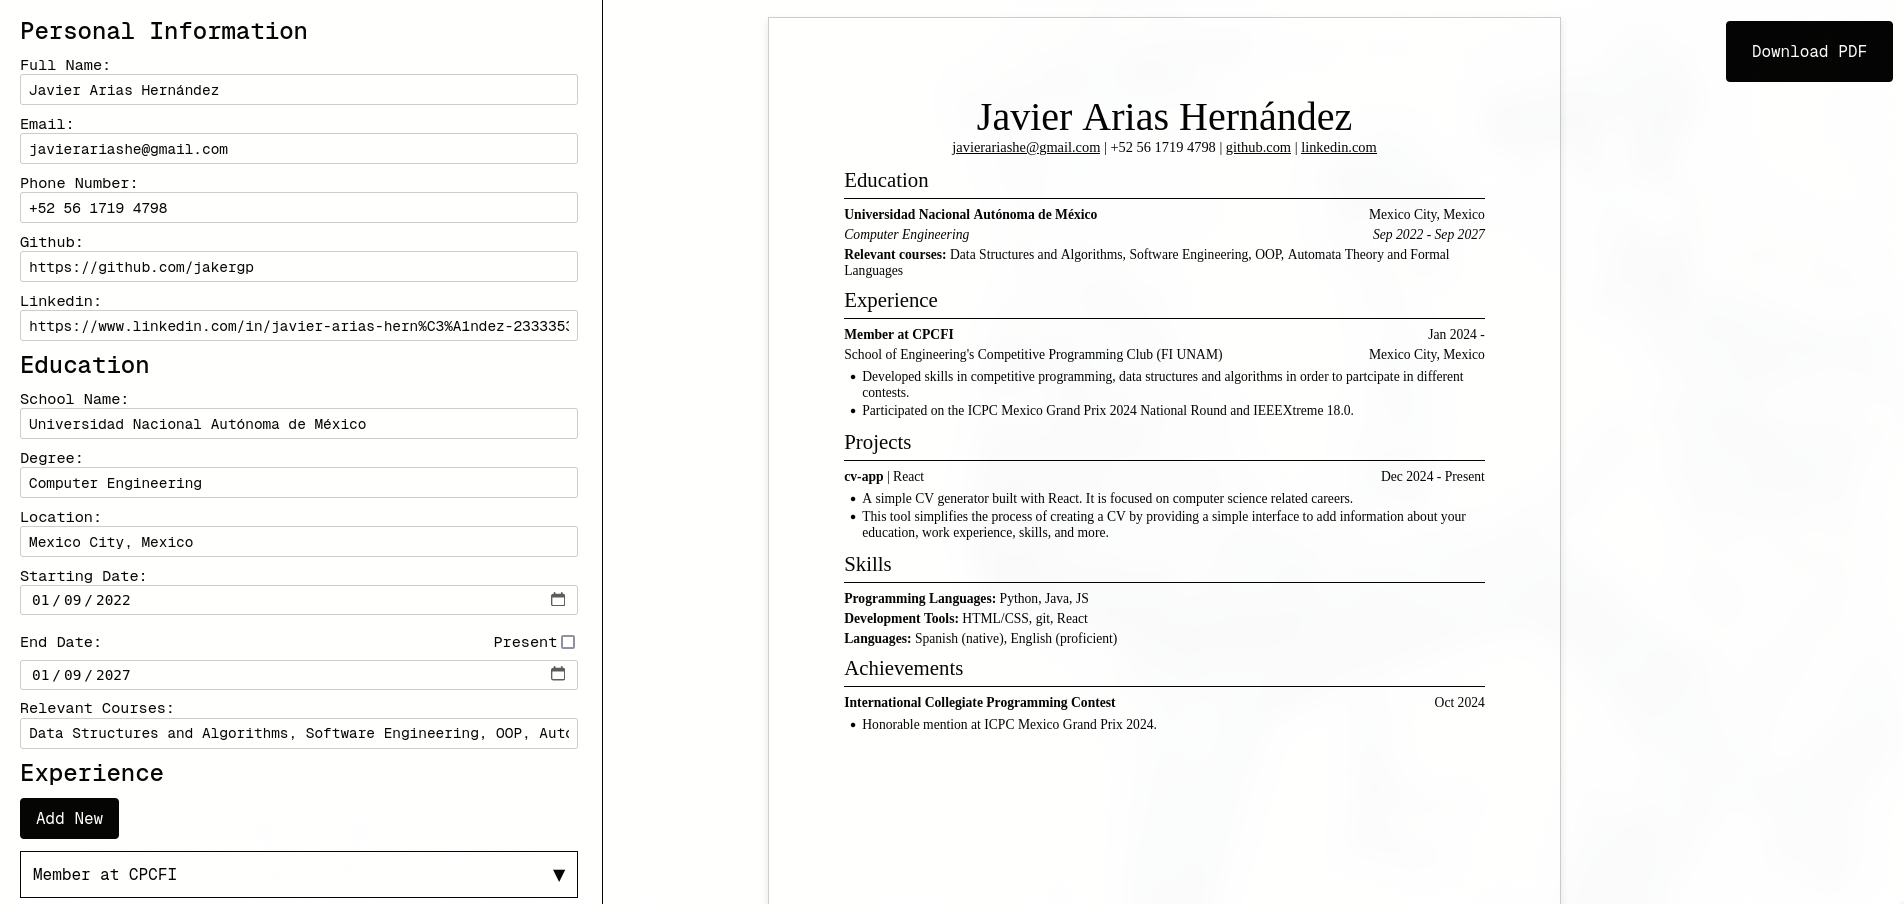 Personal Information
Full Name:
Javier Arias Hernández
Email:
javierariashe@gmail.com
Phone Number:
+52 56 1719 4798
Github:
https://github.com/jakergp
Linkedin:
https://www.linkedin.com/in/javier-arias-hern%C3%A1ndez-2333353
Education
School Name:
Universidad Nacional Autónoma de México
Degree:
Computer Engineering
Location:
Mexico City, Mexico
Starting Date:
01/09/2022
End Date: Present
01/09/2027
Relevant Courses:
Data Structures and Algorithms, Software Engineering, OOP, Auto
Experience
Add New
Member at CPCFI ▼
Javier Arias Hernández
javierariashe@gmail.com | +52 56 1719 4798 | github.com | linkedin.com
Education
Universidad Nacional Autónoma de México Mexico City, Mexico
Computer Engineering Sep 2022 - Sep 2027
Relevant courses: Data Structures and Algorithms, Software Engineering, OOP, Automata Theory and Formal
Languages
Experience
Member at CPCFI Jan 2024 -
School of Engineering's Competitive Programming Club (FI UNAM) Mexico City, Mexico
• Developed skills in competitive programming, data structures and algorithms in order to partcipate in different
contests.
• Participated on the ICPC Mexico Grand Prix 2024 National Round and IEEEXtreme 18.0.
Projects
cv-app | React Dec 2024 - Present
• A simple CV generator built with React. It is focused on computer science related careers.
• This tool simplifies the process of creating a CV by providing a simple interface to add information about your
education, work experience, skills, and more.
Skills
Programming Languages: Python, Java, JS
Development Tools: HTML/CSS, git, React
Languages: Spanish (native), English (proficient)
Achievements
International Collegiate Programming Contest Oct 2024
• Honorable mention at ICPC Mexico Grand Prix 2024.
Download PDF